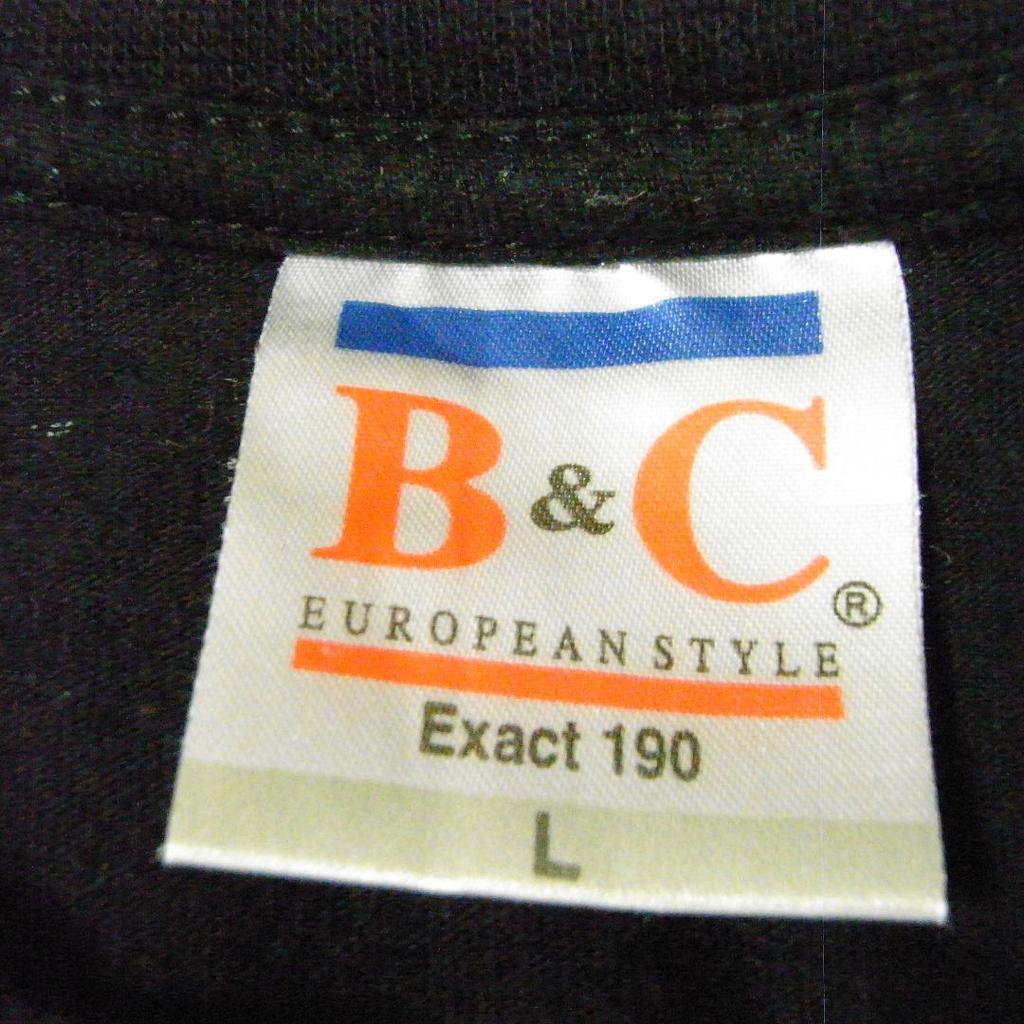 B & C ®
EUROPEAN STYLE
Exact 190
L